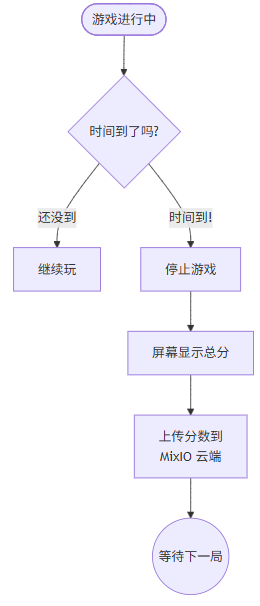 游戏进行中
时间到了吗?
还没到
时间到!
继续玩
停止游戏
屏幕显示总分
上传分数到
MixIO 云端
等待下一局